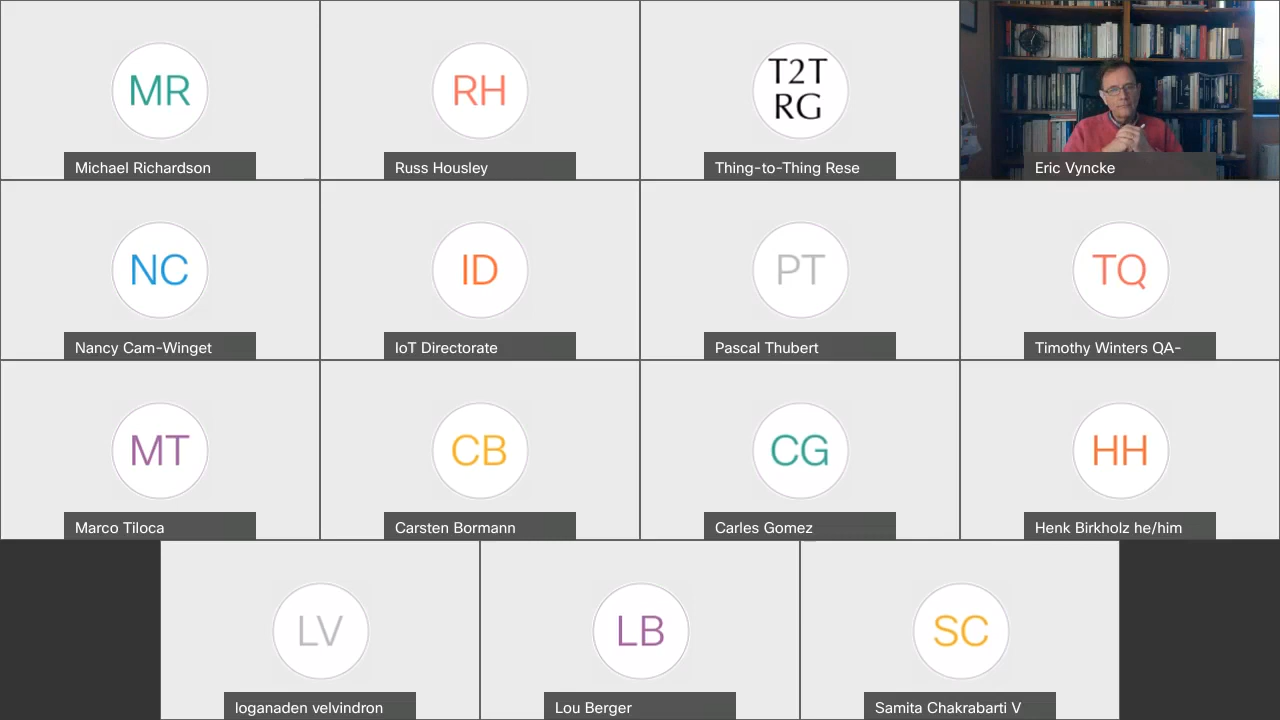 MR
Michael Richardson
RH
Russ Housley
T2T
RG
Thing-to-Thing Rese
Eric Vyncke
NC
Nancy Cam-Winget
ID
IoT Directorate
PT
Pascal Thubert
TQ
Timothy Winters QA-
MT
Marco Tiloca
CB
Carsten Bormann
CG
Carles Gomez
HH
Henk Birkholz he/him
LV
loganaden velvindron
LB
Lou Berger
SC
Samita Chakrabarti V